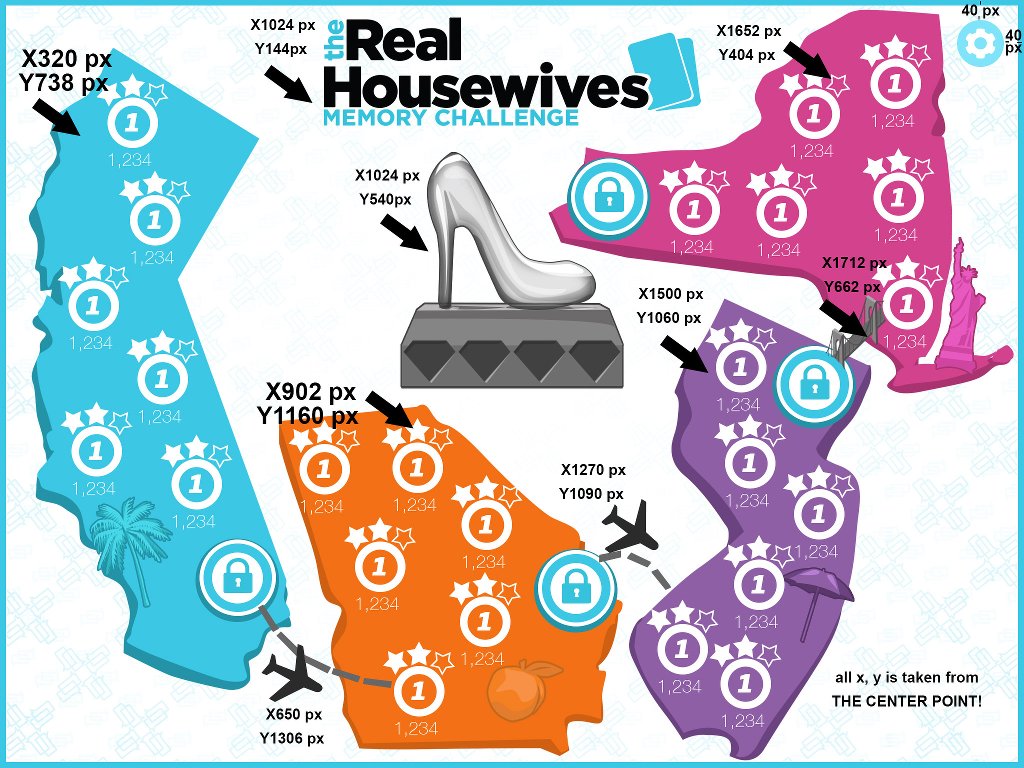 X1024 px
Y144px
the Real
Housewives
MEMORY CHALLENGE
X1652 px
Y404 px
40 px
40
px
X320 px
Y738 px
1
1,234
1
1,234
1
1,234
1
1,234
1
1,234
1
1,234
X1024 px
Y540px
1
1,234
1
1,234
1
1,234
1
1,234
1
1,234
1
1,234
X1712 px
Y662 px
X1500 px
Y1060 px
1
1,234
1
1,234
1
1,234
1
1,234
1
1,234
1
1,234
X902 px
Y1160 px
1
1,234
1
1,234
1
1,234
1
1,234
1
1,234
1
1,234
X1270 px
Y1090 px
X650 px
Y1306 px
all x, y is taken from
THE CENTER POINT!